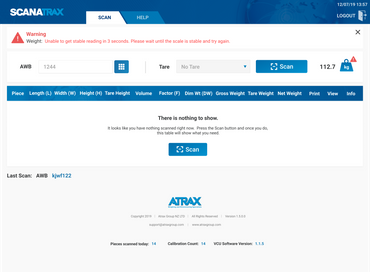 SCANATRAX
SCAN
HELP
12/07/19 13:57
LOGOUT
Warning
Weight: Unable to get stable reading in 3 seconds. Please wait until the scale is stable and try again.
AWB
1244
Tare
No Tare
Scan
112.7
kg
Piece Length (L) Width (W) Height (H) Tare Height Volume Factor (F) Dim Wt (DW) Gross Weight Tare Weight Net Weight Print View Info
There is nothing to show.
It looks like you have nothing scanned right now. Press the Scan button and once you do,
this table will show what you need
Scan
Last Scan: AWB kjwf122
ATRAX
Copyright 2019 | Atrax Group NZ LTD | All Rights Reserved | Version 1.0.6.6
support@atraxgroup.com | www.atraxgroup.com
Pieces scanned today: 14 Calibration Count: 14 VCU Software Version: 1.1.5